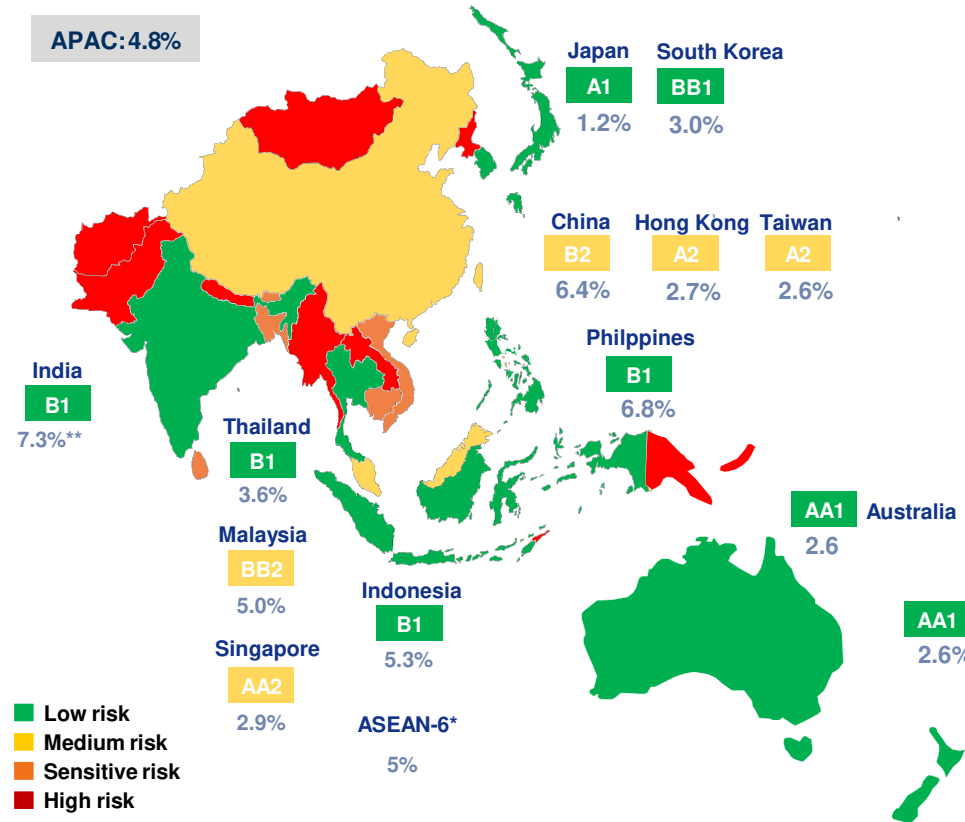 APAC: 4.8%
Japan
A1
1.2%
South Korea
BB1
3.0%
China
B2
6.4%
Hong Kong
A2
2.7%
Taiwan
A2
2.6%
Philppines
B1
6.8%
India
B1
7.3%**
Thailand
B1
3.6%
Malaysia
BB2
5.0%
Singapore
AA2
2.9%
Indonesia
B1
5.3%
ASEAN-6*
5%
AA1 Australia
2.6
AA1
2.6%
Low risk
Medium risk
Sensitive risk
High risk